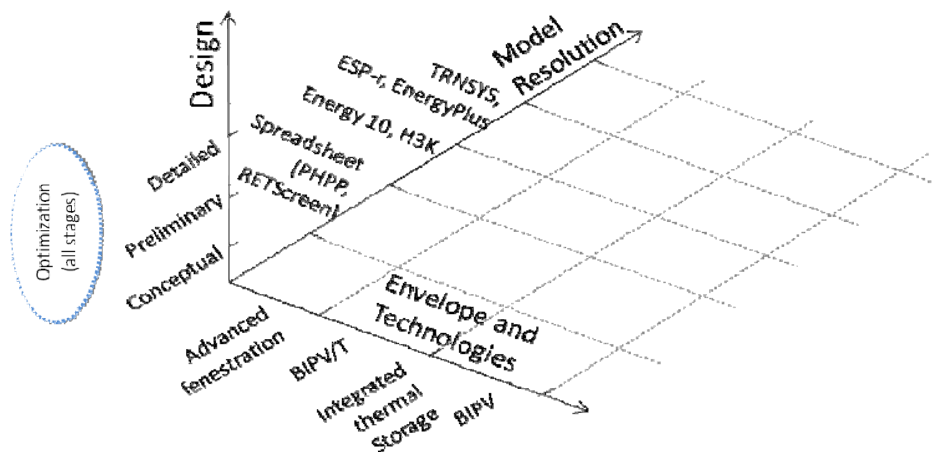 Design
Detailed
Preliminary
Conceptual
Optimization
(all stages)
Model
Resolution
TRNSYS,
ESP-r, EnergyPlus
Energy 10, H3K
Spreadsheet
(PHPP,
RETScreen)
Envelope and
Technologies
Advanced
fenestration
BIPV/T
Integrated
thermal
Storage
BIPV